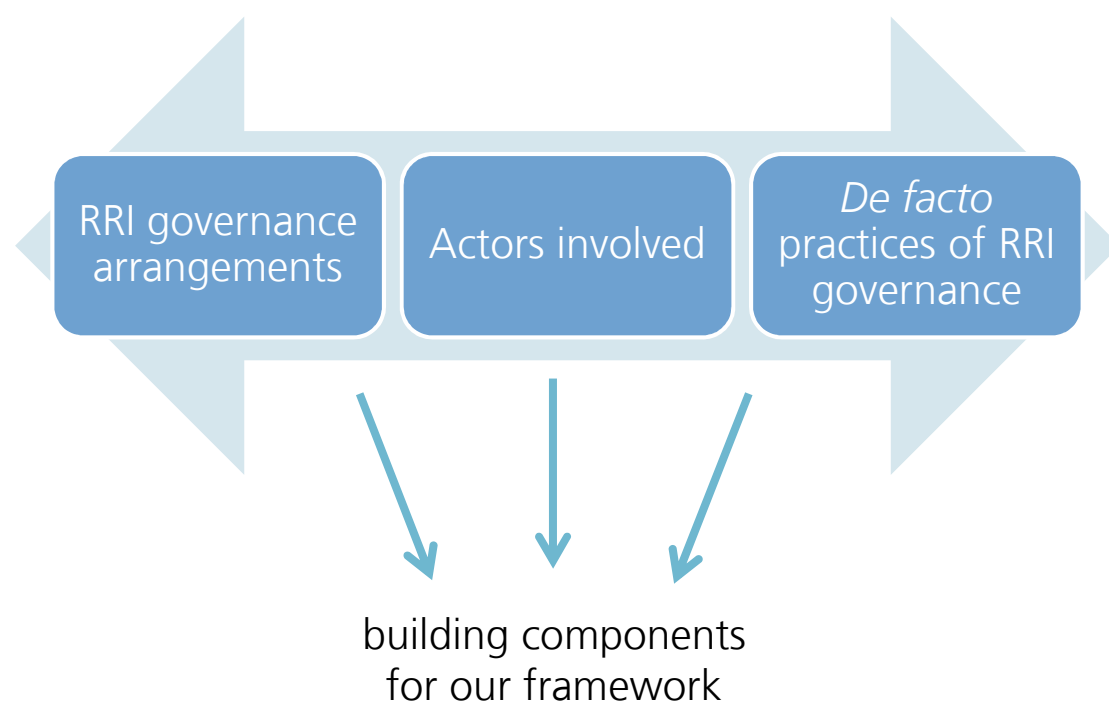 RRI governance
arrangements
Actors involved
De facto
practices of RRI
governance
building components
for our framework